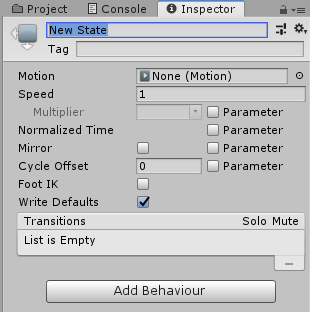 Project Console Inspector
New State
Tag
Motion None (Motion)
Speed 1
Multiplier Parameter
Normalized Time Parameter
Mirror Parameter
Cycle Offset 0 Parameter
Foot IK
Write Defaults
Transitions Solo Mute
List is Empty
Add Behaviour